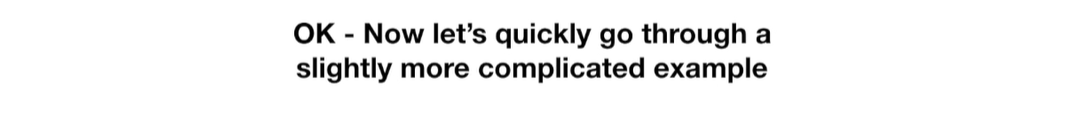 OK - Now let’s quickly go through a
slightly more complicated example